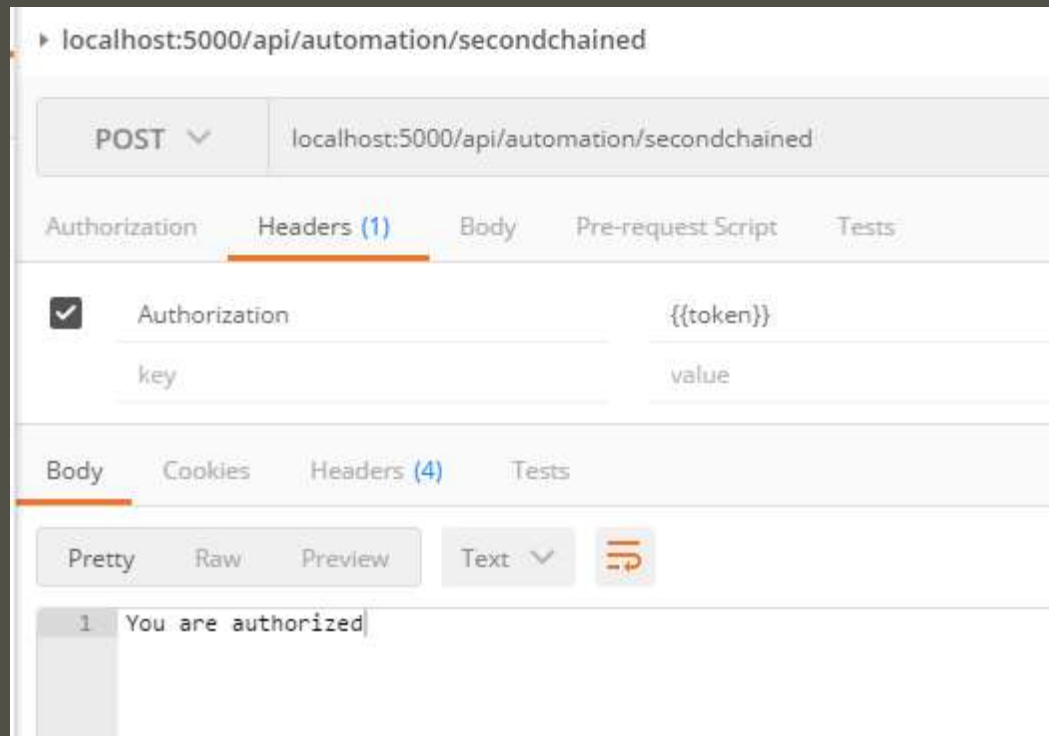 localhost:5000/api/automation/secondchained
POST localhost:5000/api/automation/secondchained
Authorization Headers (1) Body Pre-request Script Tests
Authorization {{token}}
key value
Body Cookies Headers (4) Tests
Pretty Raw Preview Text
1 You are authorized